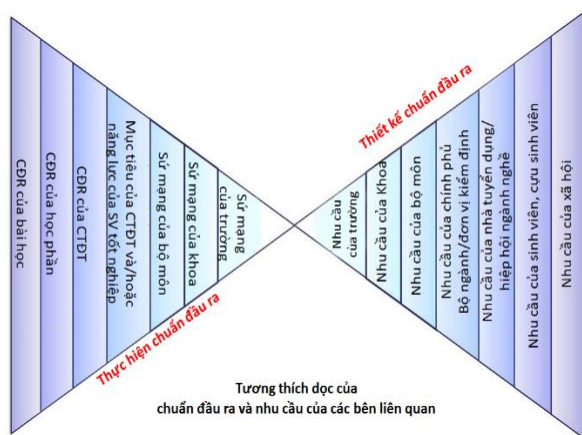 CĐR của bài học
CĐR của học phần
CĐR của CTĐT
Mục tiêu của CTĐT và/hoặc
năng lực của SV tốt nghiệp
Sứ mạng của bộ môn
Sứ mạng của khoa
Sứ mạng
của trường
Thực hiện chuẩn đầu ra
Thiết kế chuẩn đầu ra
Nhu cầu
của trường
Nhu cầu của khoa
Nhu cầu của bộ môn
Nhu cầu của chính phủ
Bộ ngành/đơn vị kiểm định
Nhu cầu của nhà tuyển dụng/
hiệp hội ngành nghề
Nhu cầu của sinh viên, cựu sinh viên
Nhu cầu của xã hội
Tương thích dọc của
chuẩn đầu ra và nhu cầu của các bên liên quan